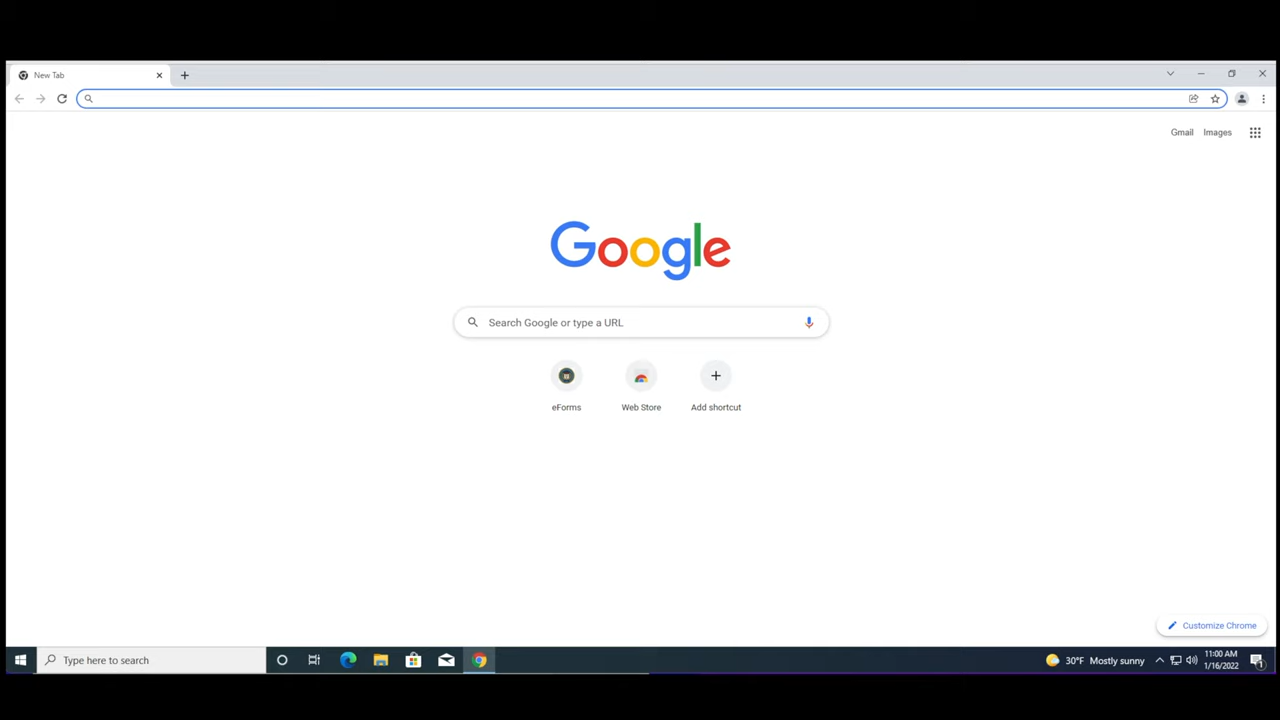 New Tab
Gmail Images
Google
Search Google or type a URL
eForms Web Store Add shortcut
Customize Chrome
Type here to search
30°F Mostly sunny
11:00 AM
1/16/2022
1